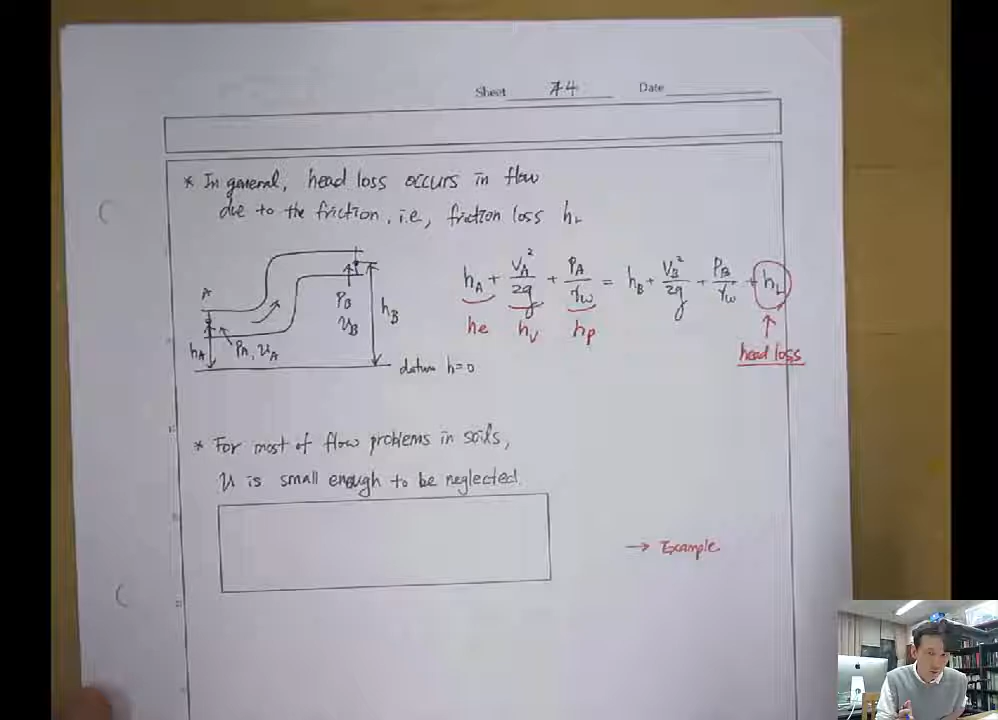 Sheet 74 Date
* In general, head loss occurs in flow
due to the friction, i.e, friction loss hL
A
hA
PA, vA
PB
vB
hB
datum h=0
hA + vA²/2g + PA/γw = hB + vB²/2g + PB/γw + hL
he hv hp
↑
head loss
* For most of flow problems in soils,
v is small enough to be neglected.
→ Example